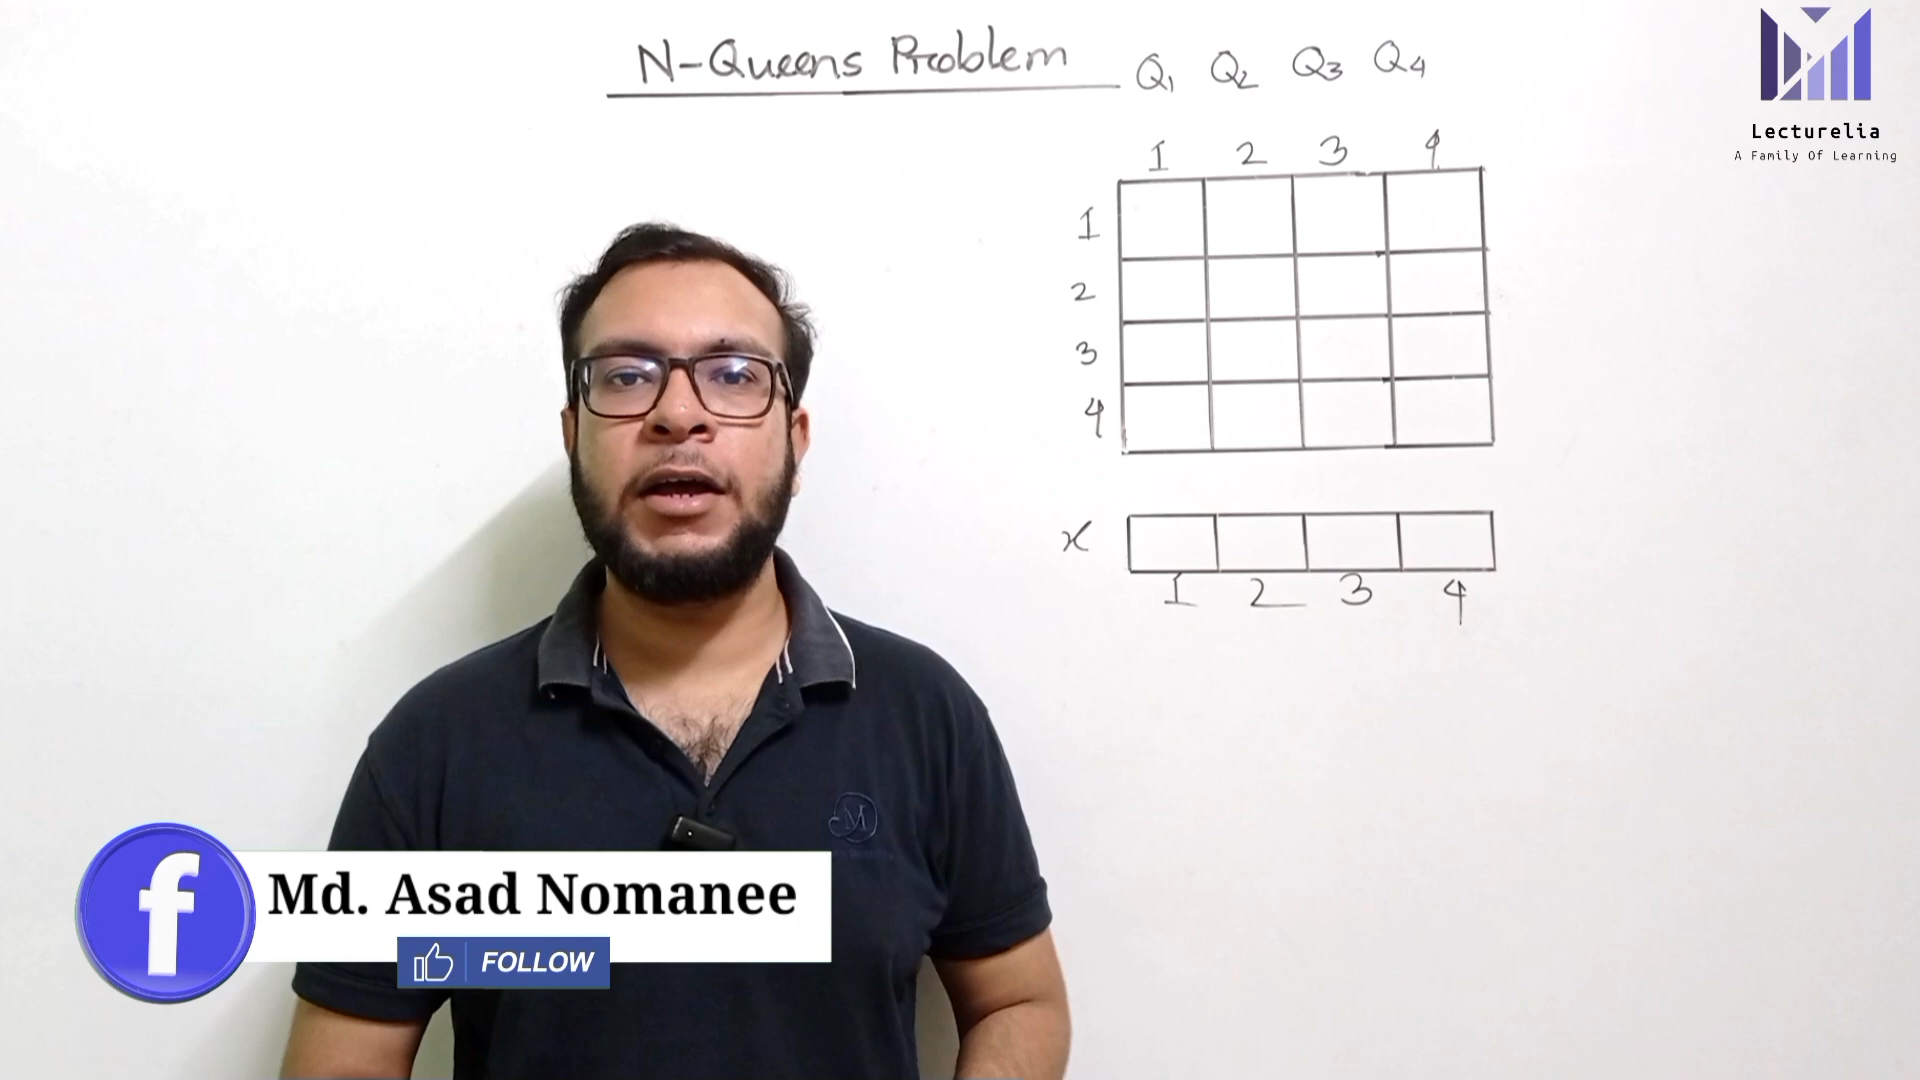 N-Queens Problem Q1 Q2 Q3 Q4
Lecturelia
A Family Of Learning
1 2 3 4
1
2
3
4
x
1 2 3 4
M
Md. Asad Nomanee
FOLLOW